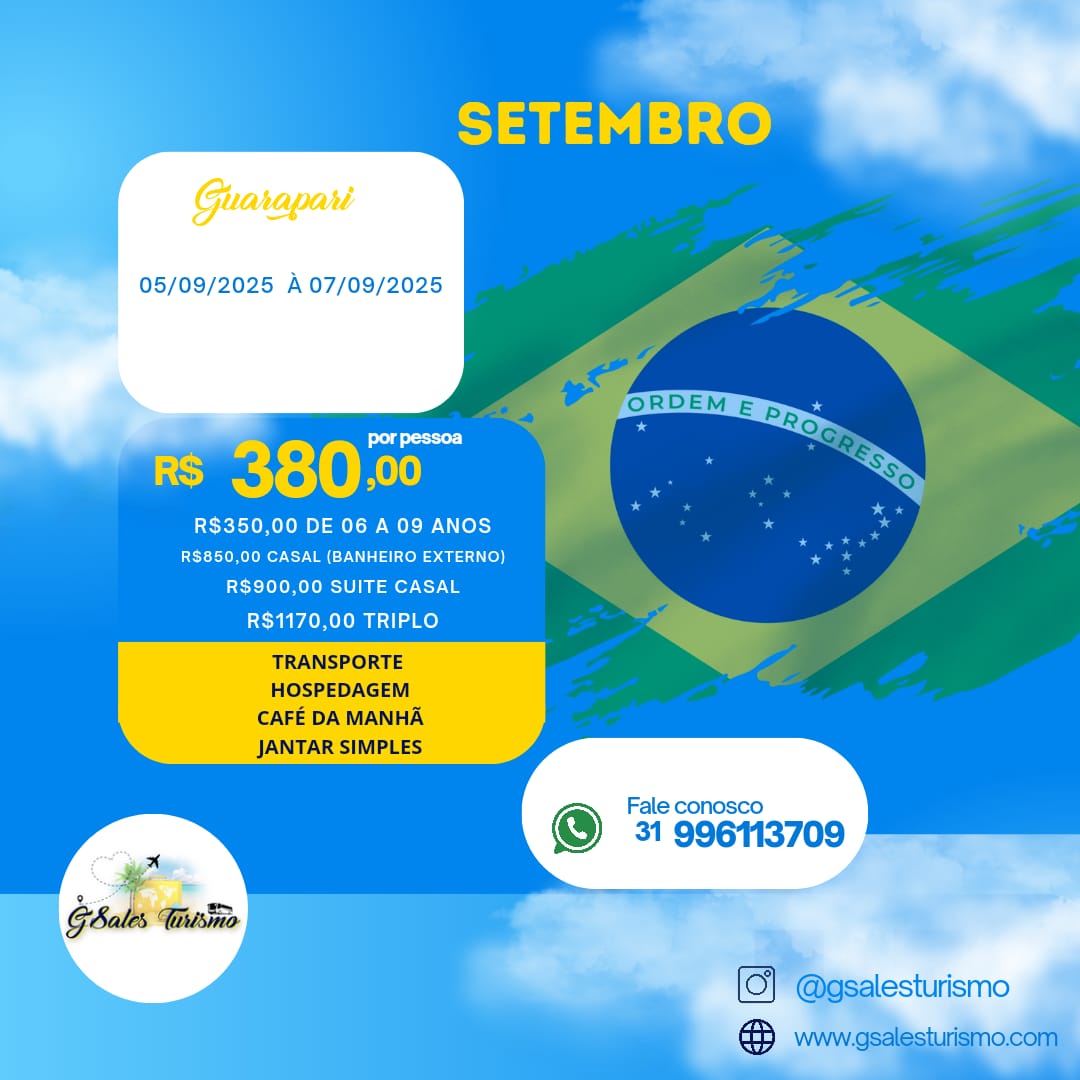 SETEMBRO
Guarapari
05/09/2025 À 07/09/2025
por pessoa
R$ 380,00
R$350,00 DE 06 A 09 ANOS
R$850,00 CASAL (BANHEIRO EXTERNO)
R$900,00 SUITE CASAL
R$1170,00 TRIPLO
TRANSPORTE
HOSPEDAGEM
CAFÉ DA MANHÃ
JANTAR SIMPLES
ORDEM E PROGRESSO
Fale conosco
31 996113709
GSales Turismo
@gsalesturismo
www.gsalesturismo.com